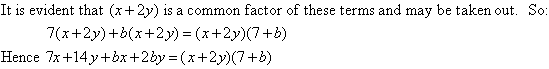 It is evident that (x+2y) is a common factor of these terms and may be taken out. So:
7(x+2y)+b(x+2y)=(x+2y)(7+b)
Hence 7x+14y+bx+2by=(x+2y)(7+b)